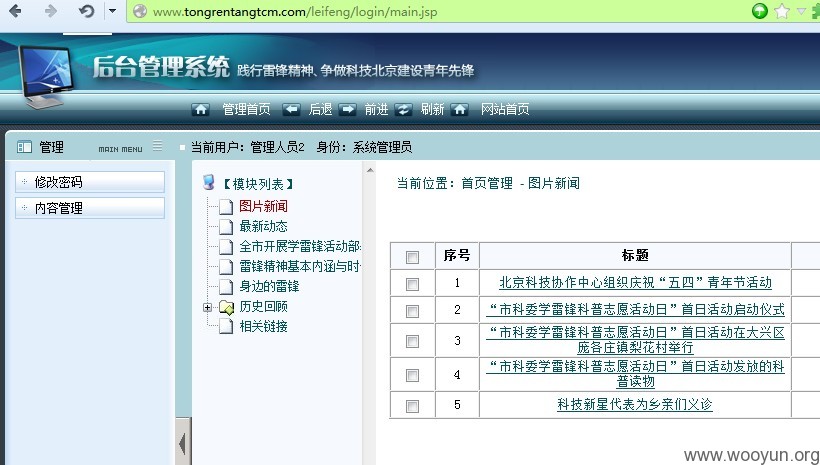 www.tongrentangtcm.com/leifeng/login/main.jsp
后台管理系统 践行雷锋精神、争做科技北京建设青年先锋
管理首页 后退 前进 刷新 网站首页
管理 MAIN MENU
当前用户：管理人员2 身份：系统管理员
修改密码
内容管理
【模块列表】
图片新闻
最新动态
全市开展学雷锋活动部
雷锋精神基本内涵与时
身边的雷锋
历史回顾
相关链接
当前位置：首页管理 - 图片新闻
序号 标题
1 北京科技协作中心组织庆祝“五四”青年节活动
2 “市科委学雷锋科普志愿活动日”首日活动启动仪式
3 “市科委学雷锋科普志愿活动日”首日活动在大兴区
庞各庄镇梨花村举行
4 “市科委学雷锋科普志愿活动日”首日活动发放的科
普读物
5 科技新星代表为乡亲们义诊
www.wooyun.org